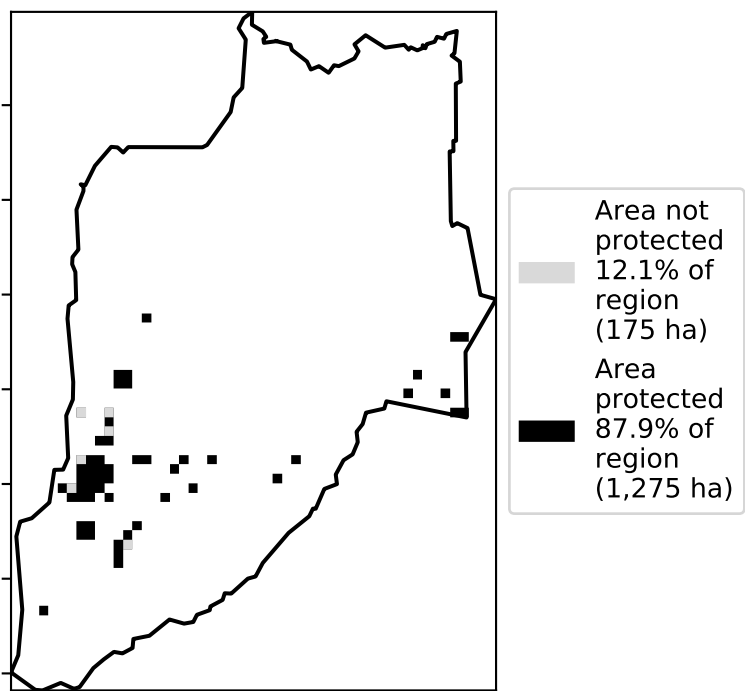 Area not
protected
12.1% of
region
(175 ha)
Area
protected
87.9% of
region
(1,275 ha)